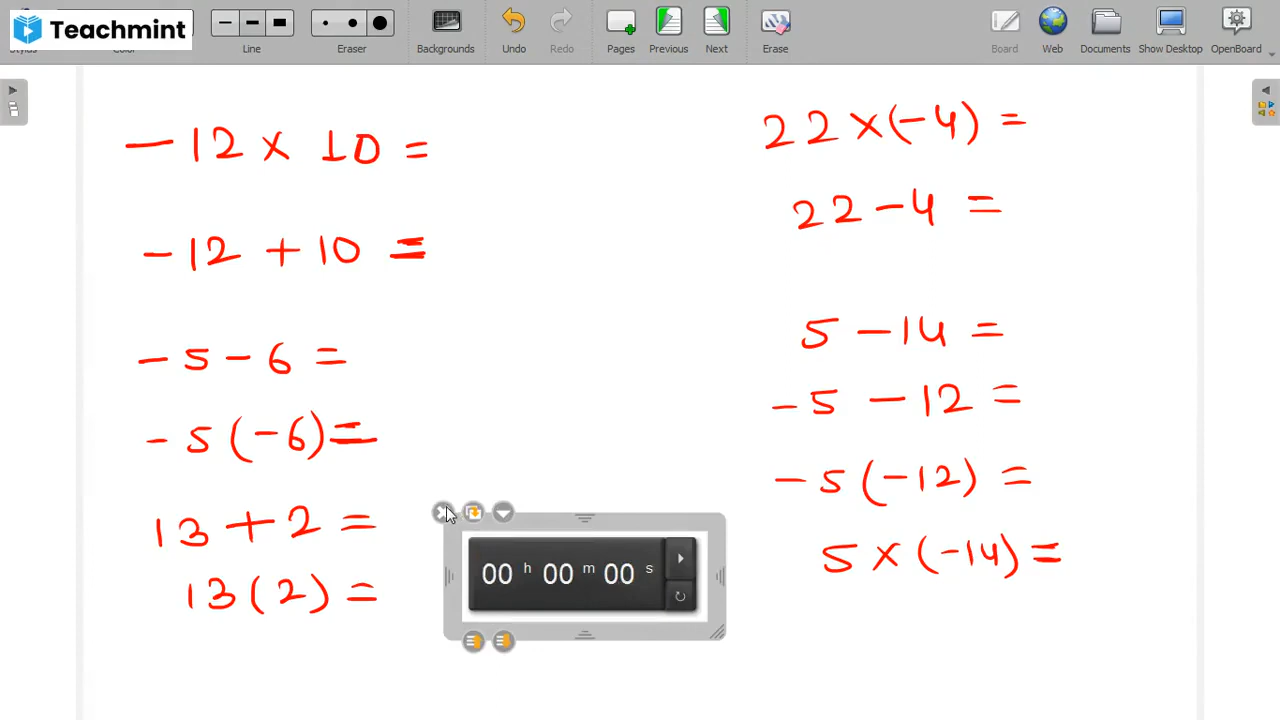 Teachmint
Line
Eraser
Backgrounds
Undo
Redo
Pages
Previous
Next
Erase
Board
Web
Documents
Show Desktop
OpenBoard
-12 × 10 =
-12 + 10 =
-5-6 =
-5(-6)=
13 + 2 =
13(2) =
22 ×(-4) =
22-4 =
5 -14 =
-5 -12 =
-5(-12) =
5 × (-14) =
00 h 00 m 00 s